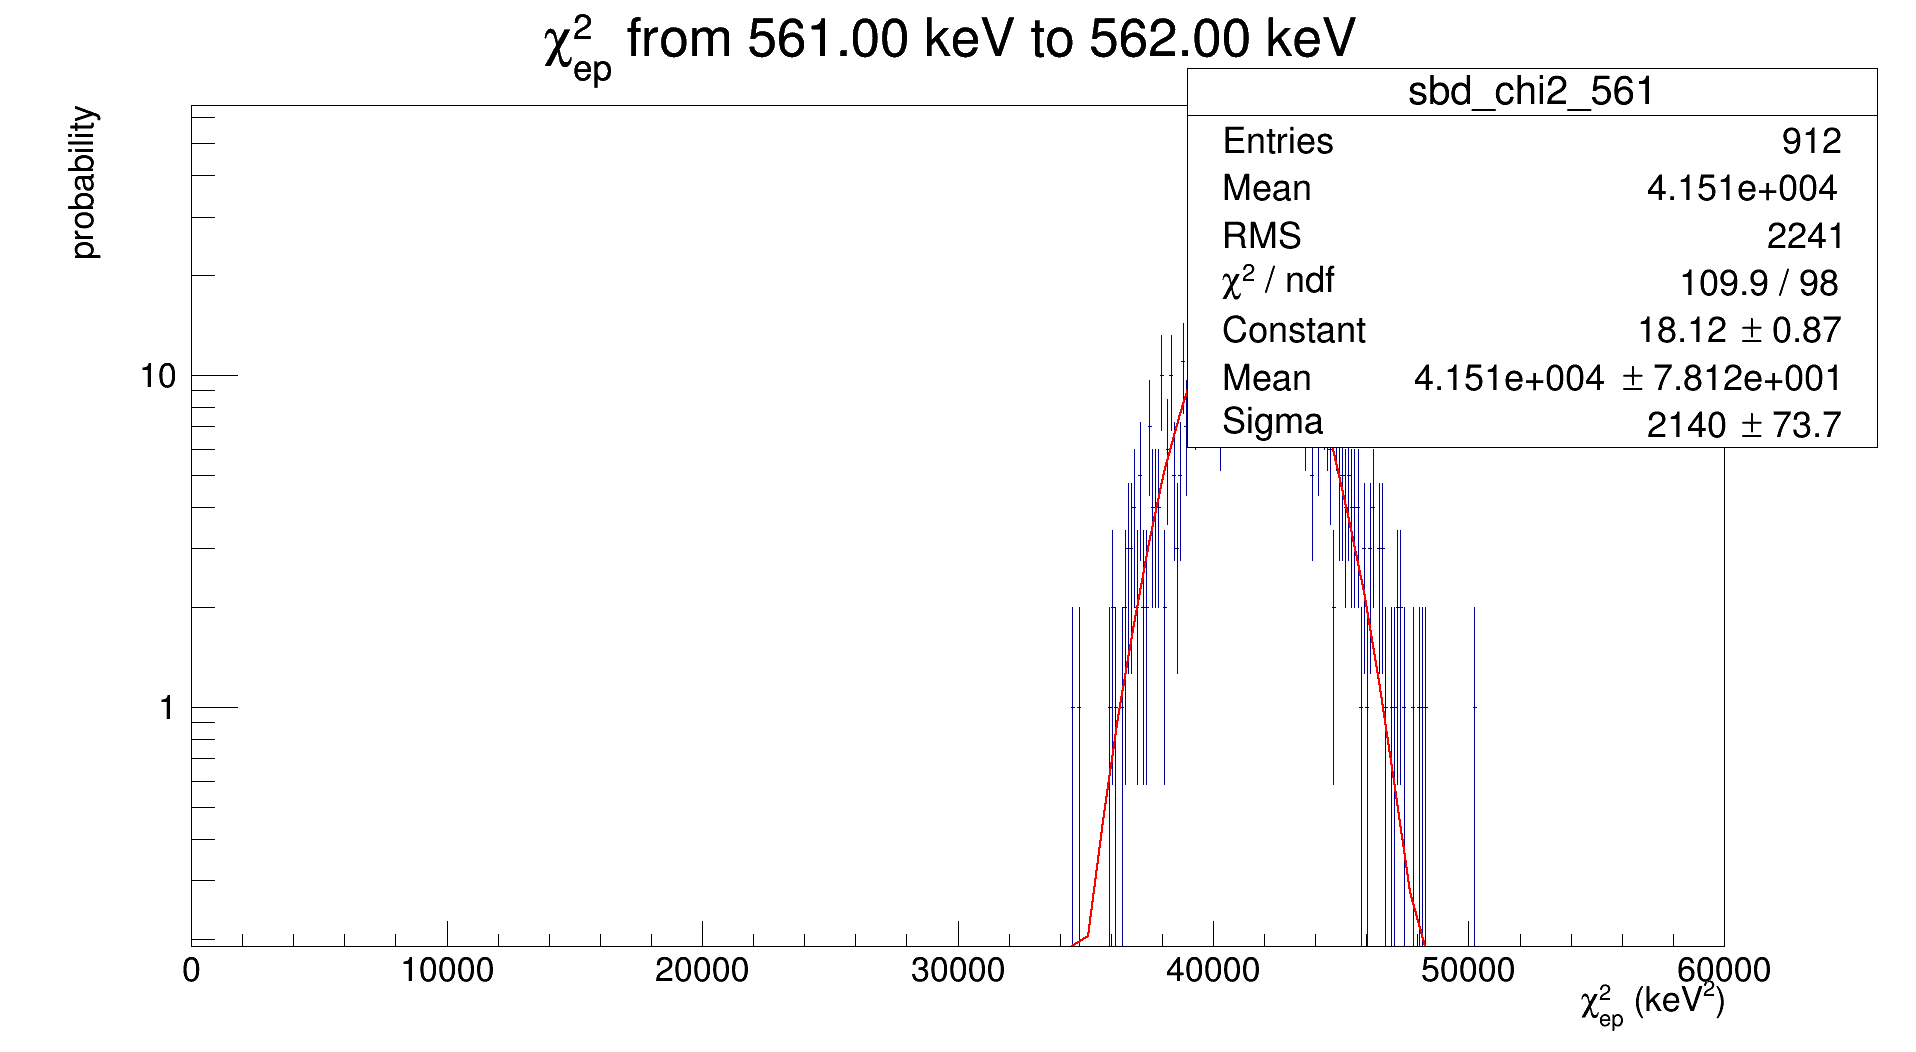 χ²ep from 561.00 keV to 562.00 keV
probability
sbd_chi2_561
Entries 912
Mean 4.151e+004
RMS 2241
χ² / ndf 109.9 / 98
Constant 18.12 ± 0.87
Mean 4.151e+004 ± 7.812e+001
Sigma 2140 ± 73.7
10
1
0 10000 20000 30000 40000 50000 60000
χ²ep (keV²)